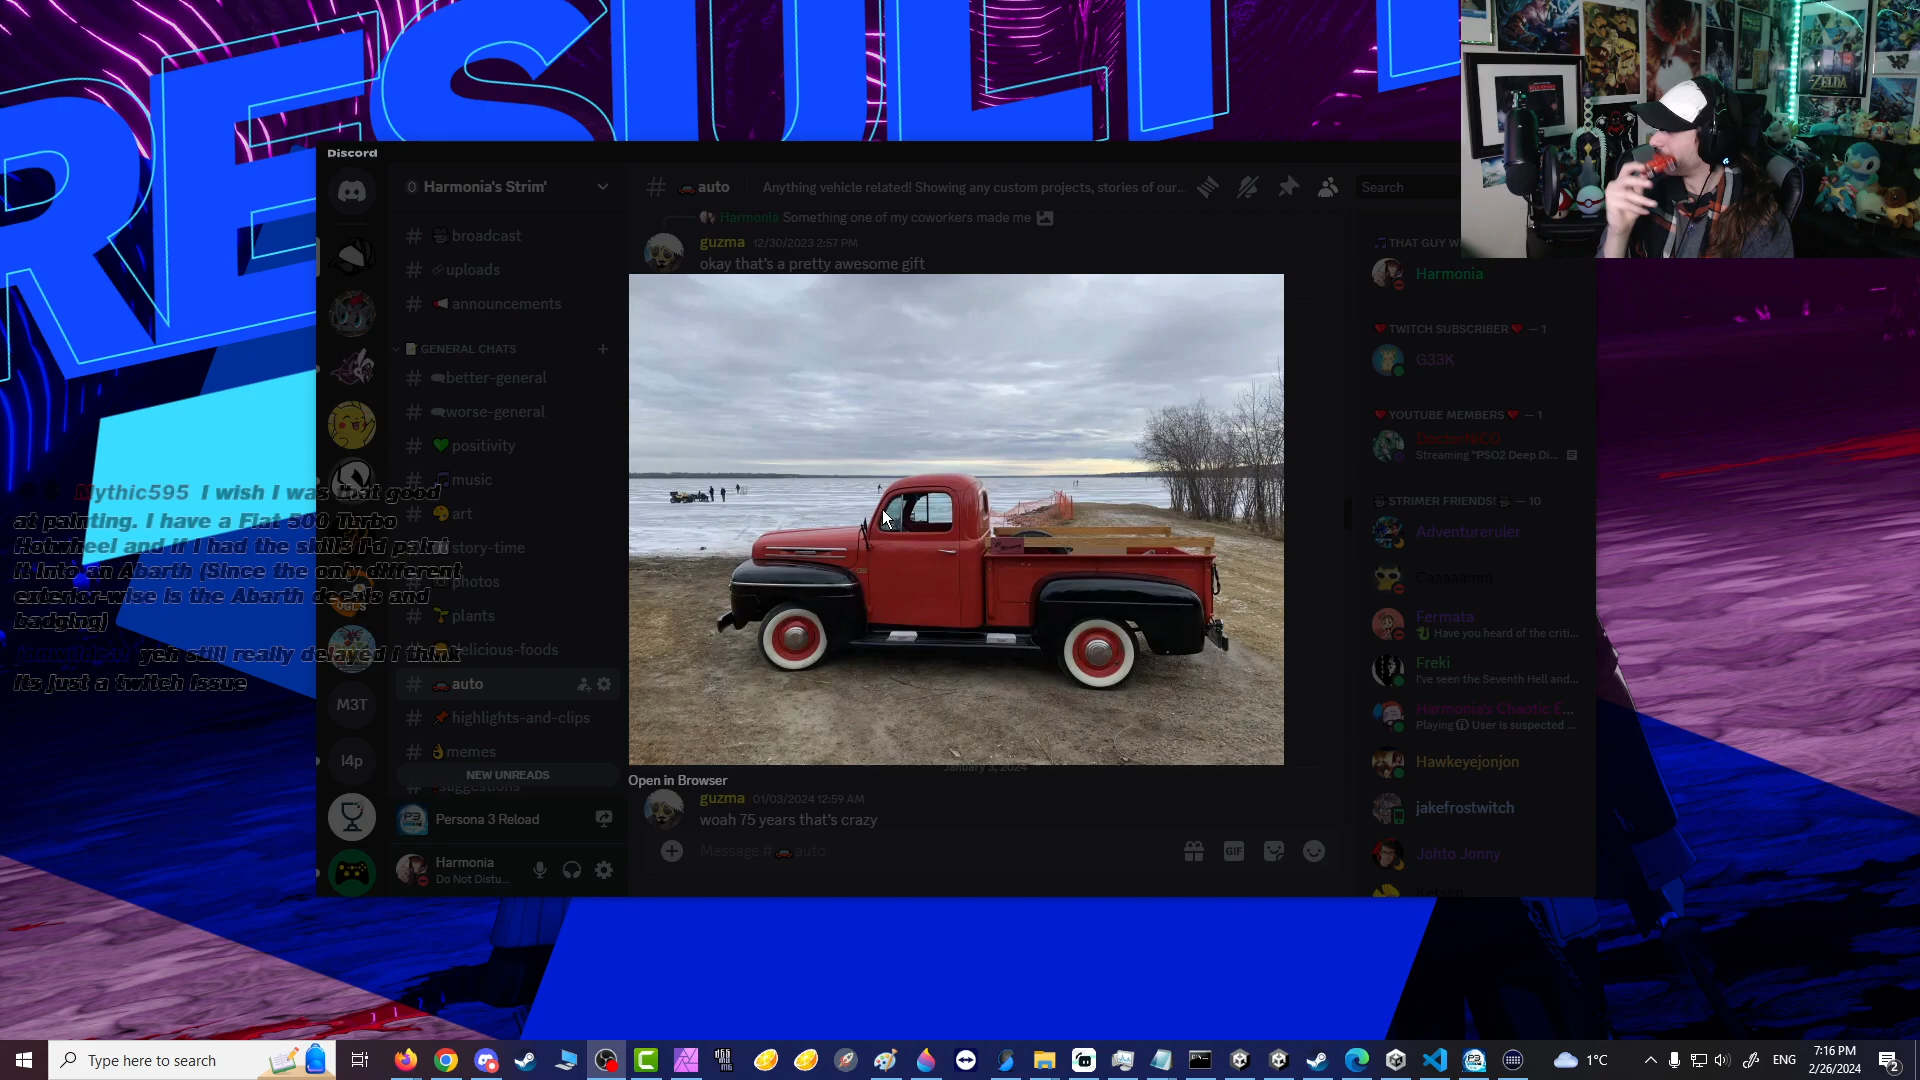 RESULT
ZELDA
Discord
Harmonia's Strim'
auto
Anything vehicle related! Showing any custom projects, stories of our...
Search
Harmonia Something one of my coworkers made me
guzma 12/30/2023 2:57 PM
okay that's a pretty awesome gift
broadcast
uploads
announcements
GENERAL CHATS
better-general
worse-general
positivity
music
art
story-time
photos
plants
delicious-foods
auto
highlights-and-clips
memes
NEW UNREADS
suggestions
M3T
I4p
Persona 3 Reload
Harmonia
Do Not Distu...
Mythic595 I wish I was that good
at painting. I have a Fiat 500 Turbo
Hotwheel and if I had the skills I'd paint
it into an Abarth (Since the only different
exterior-wise is the Abarth decals and
badging)
yeh still really delayed I think
its just a twitch issue
Open in Browser
January 3, 2024
guzma 01/03/2024 12:59 AM
woah 75 years that's crazy
Message # auto
GIF
THAT GUY W
Harmonia
TWITCH SUBSCRIBER — 1
G33K
YOUTUBE MEMBERS — 1
DoctorNiCO
Streaming "PSO2 Deep Di...
STRIMER FRIENDS! — 10
Adventureruler
Caaaaamm
Fermata
Have you heard of the criti...
Freki
I've seen the Seventh Hell and...
Harmonia's Chaotic E...
Playing User is suspected ...
Hawkeyejonjon
jakefrostwitch
Johto Jonny
Ketsen
Type here to search
1°C
ENG
7:16 PM
2/26/2024
2